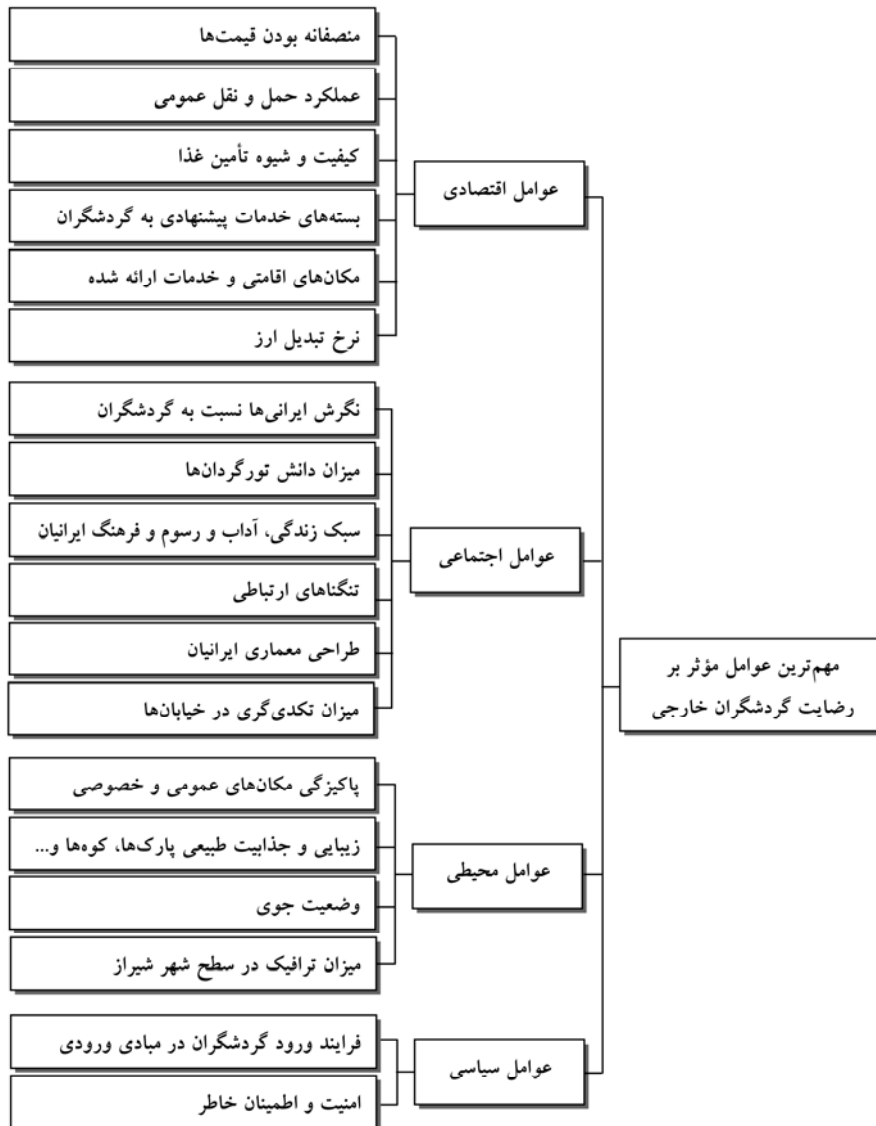 مهم‌ترین عوامل مؤثر بر
رضایت گردشگران خارجی
عوامل اقتصادی
منصفانه بودن قیمت‌ها
عملکرد حمل و نقل عمومی
کیفیت و شیوه تأمین غذا
بسته‌های خدمات پیشنهادی به گردشگران
مکان‌های اقامتی و خدمات ارائه شده
نرخ تبدیل ارز
عوامل اجتماعی
نگرش ایرانی‌ها نسبت به گردشگران
میزان دانش تورگردان‌ها
سبک زندگی، آداب و رسوم و فرهنگ ایرانیان
تنگناهای ارتباطی
طراحی معماری ایرانیان
میزان تکدی‌گری در خیابان‌ها
عوامل محیطی
پاکیزگی مکان‌های عمومی و خصوصی
زیبایی و جذابیت طبیعی پارک‌ها، کوه‌ها و...
وضعیت جوی
میزان ترافیک در سطح شهر شیراز
عوامل سیاسی
فرایند ورود گردشگران در مبادی ورودی
امنیت و اطمینان خاطر